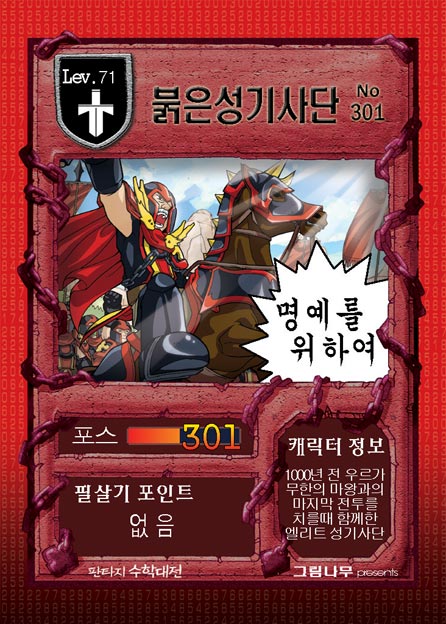 Lev.71
붉은성기사단
No
301
명예를
위하여
포스 301
필살기 포인트
없음
캐릭터 정보
1000년 전 우르가
무한의 마왕과의
마지막 전투를
치를때 함께한
엘리트 성기사단
판타지 수학대전
그림나무 presents